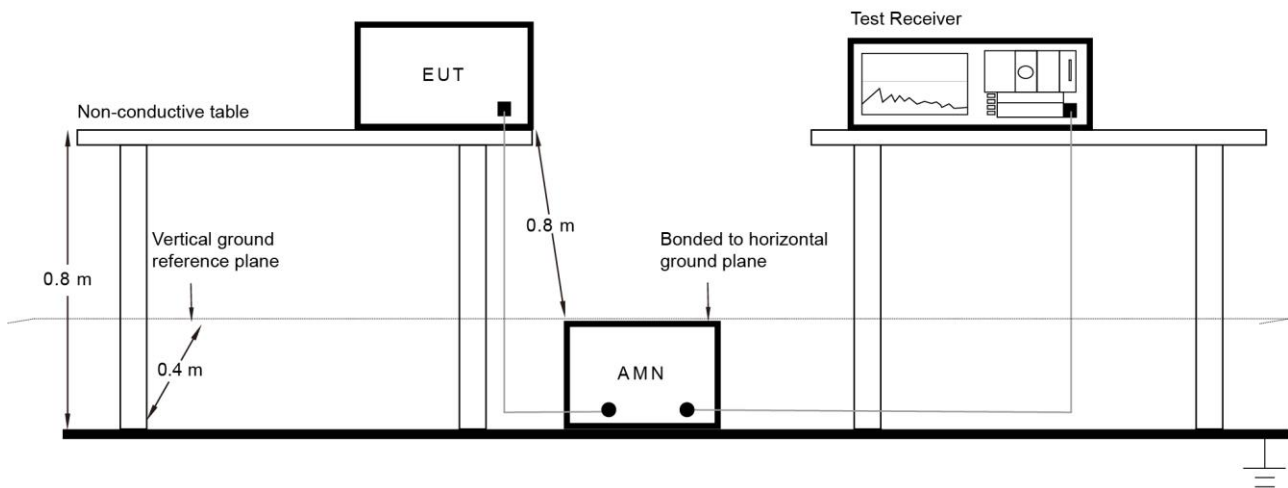 Test Receiver
EUT
Non-conductive table
0.8 m
Vertical ground
reference plane
Bonded to horizontal
ground plane
0.8 m
0.4 m
AMN